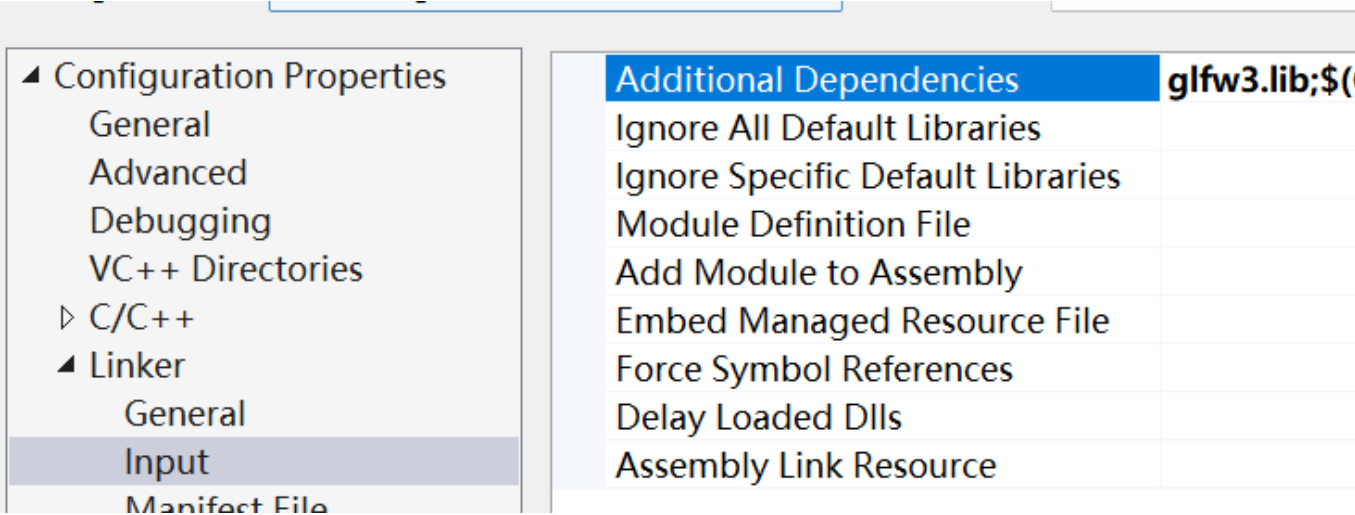 Configuration Properties
General
Advanced
Debugging
VC++ Directories
C/C++
Linker
General
Input
Manifest File
Additional Dependencies glfw3.lib;$(
Ignore All Default Libraries
Ignore Specific Default Libraries
Module Definition File
Add Module to Assembly
Embed Managed Resource File
Force Symbol References
Delay Loaded Dlls
Assembly Link Resource